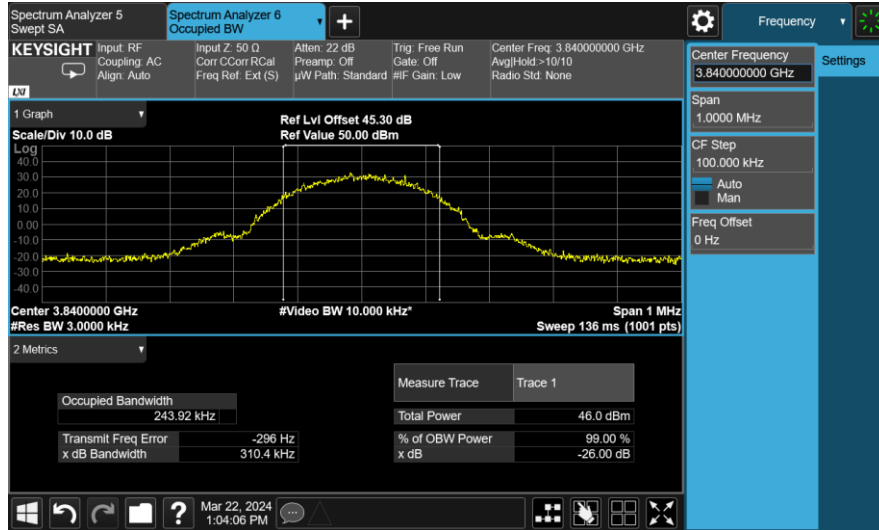 Spectrum Analyzer 5
Swept SA
Spectrum Analyzer 6
Occupied BW
Frequency
KEYSIGHT
Input: RF
Coupling: AC
Align: Auto
Input Z: 50 Ω
Corr CCorr RCal
Freq Ref: Ext (S)
Atten: 22 dB
Preamp: Off
µW Path: Standard
Trig: Free Run
Gate: Off
#IF Gain: Low
Center Freq: 3.840000000 GHz
Avg|Hold:>10/10
Radio Std: None
LXI
Center Frequency
3.840000000 GHz
Settings
Span
1.0000 MHz
CF Step
100.000 kHz
Auto
Man
Freq Offset
0 Hz
1 Graph
Scale/Div 10.0 dB
Ref Lvl Offset 45.30 dB
Ref Value 50.00 dBm
Log
40.0
30.0
20.0
10.0
0.00
-10.0
-20.0
-30.0
-40.0
Center 3.8400000 GHz
#Res BW 3.0000 kHz
#Video BW 10.000 kHz*
Span 1 MHz
Sweep 136 ms (1001 pts)
2 Metrics
Occupied Bandwidth
243.92 kHz
Transmit Freq Error -296 Hz
x dB Bandwidth 310.4 kHz
Measure Trace Trace 1
Total Power 46.0 dBm
% of OBW Power 99.00 %
x dB -26.00 dB
Mar 22, 2024
1:04:06 PM